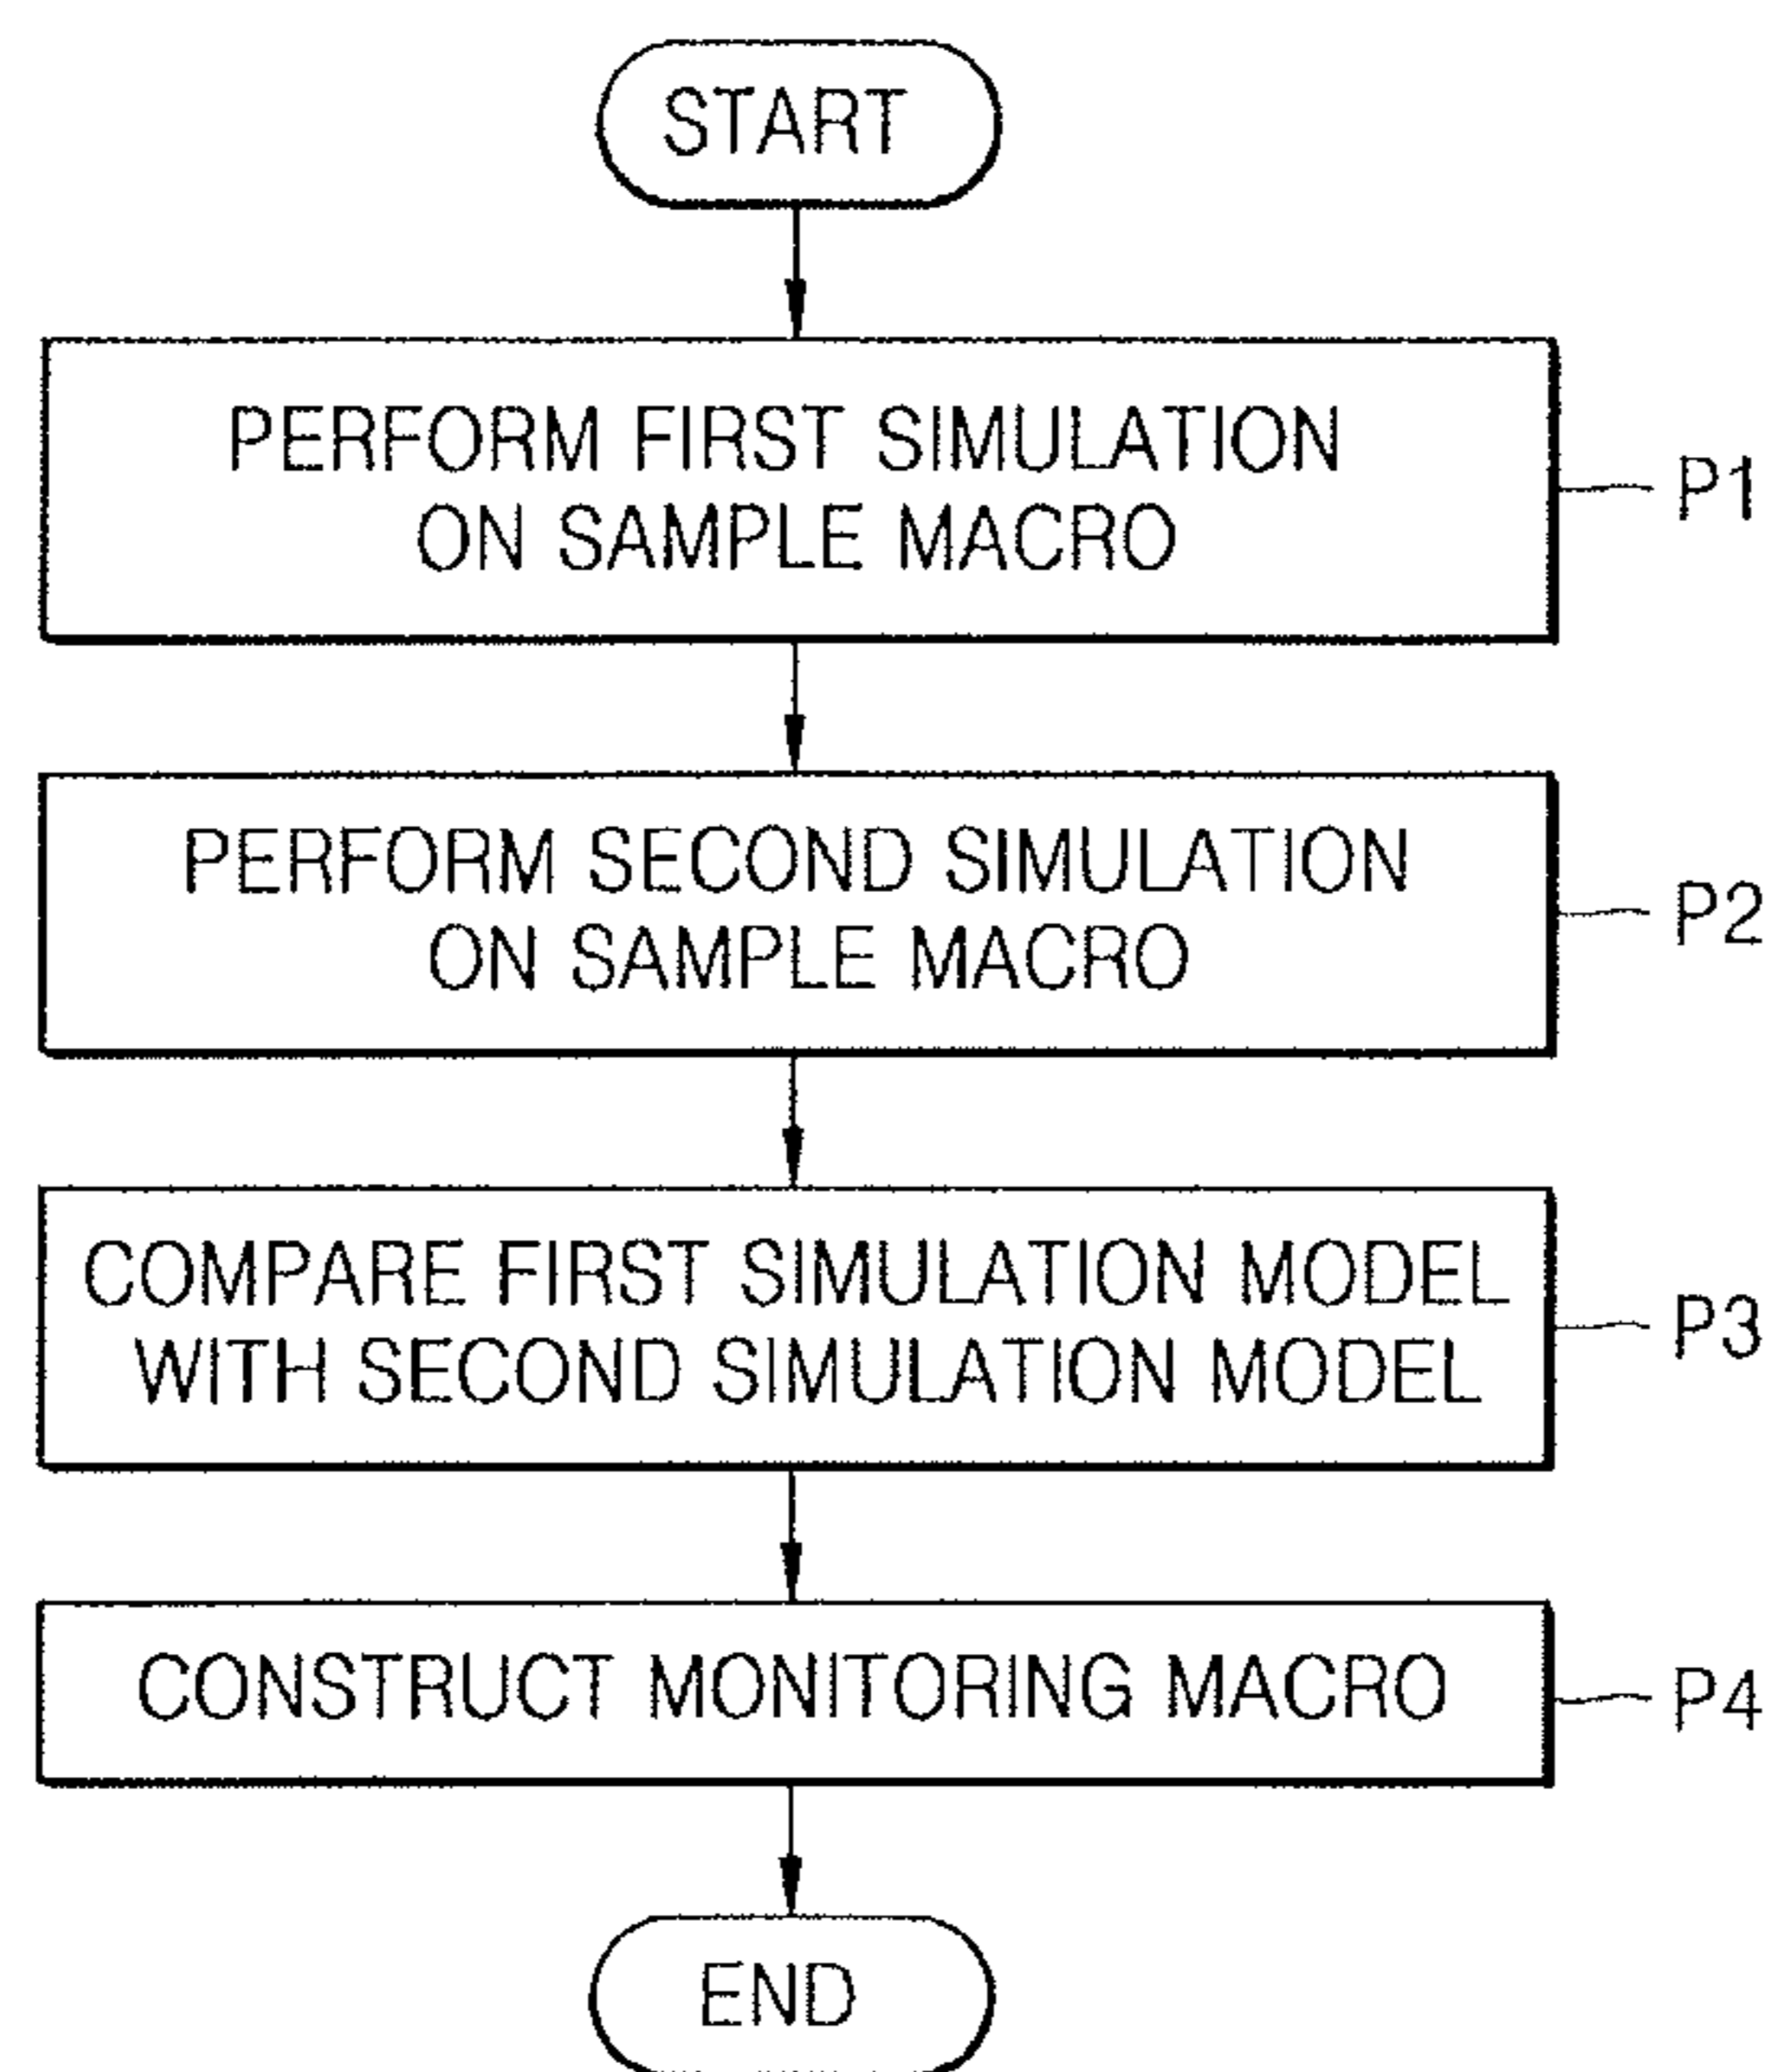 START
PERFORM FIRST SIMULATION
ON SAMPLE MACRO
P1
PERFORM SECOND SIMULATION
ON SAMPLE MACRO
P2
COMPARE FIRST SIMULATION MODEL
WITH SECOND SIMULATION MODEL
P3
CONSTRUCT MONITORING MACRO
P4
END